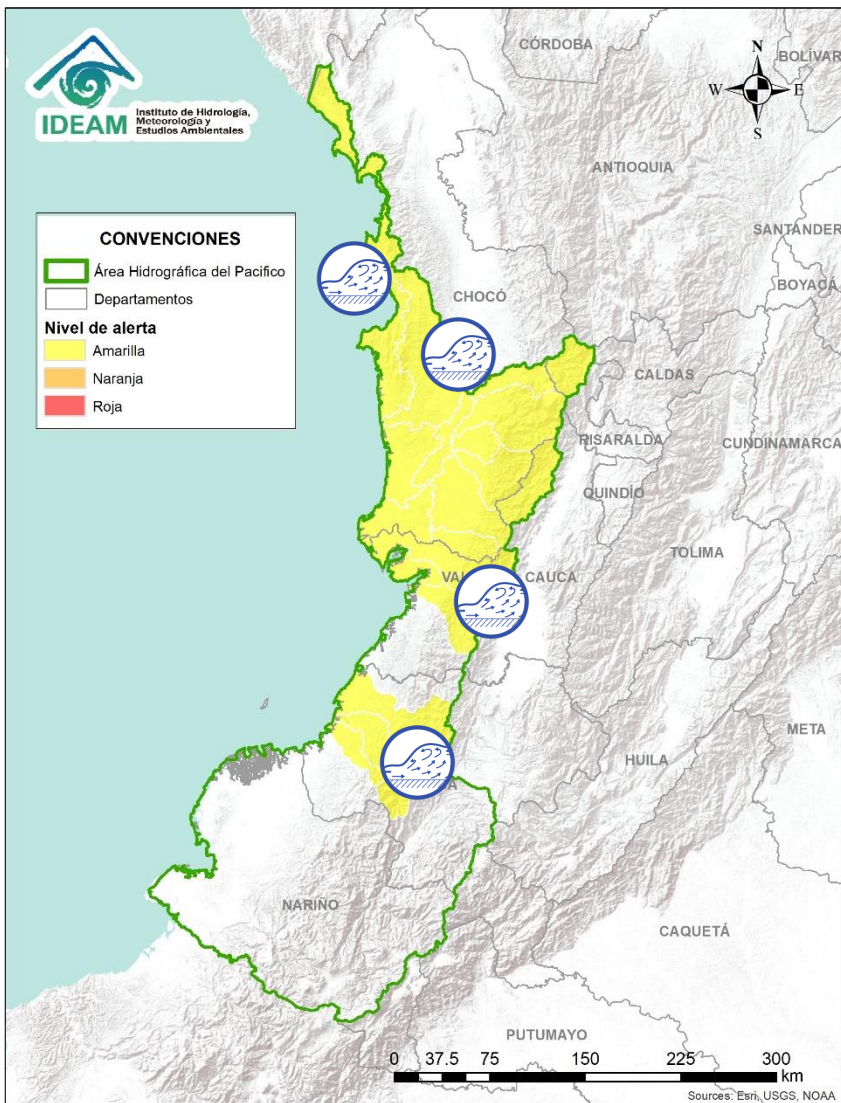 IDEAM
Instituto de Hidrología,
Meteorología y
Estudios Ambientales
CÓRDOBA
BOLÍVAR
N
W
E
S
ANTIOQUIA
SANTANDER
BOYACÁ
CONVENCIONES
Área Hidrográfica del Pacifico
Departamentos
Nivel de alerta
Amarilla
Naranja
Roja
CHOCÓ
CALDAS
RISARALDA
CUNDINAMARCA
QUINDÍO
TOLIMA
CAUCA
META
HUILA
NARIÑO
CAQUETÁ
PUTUMAYO
0 37.5 75 150 225 300
km
Sources: Esri, USGS, NOAA